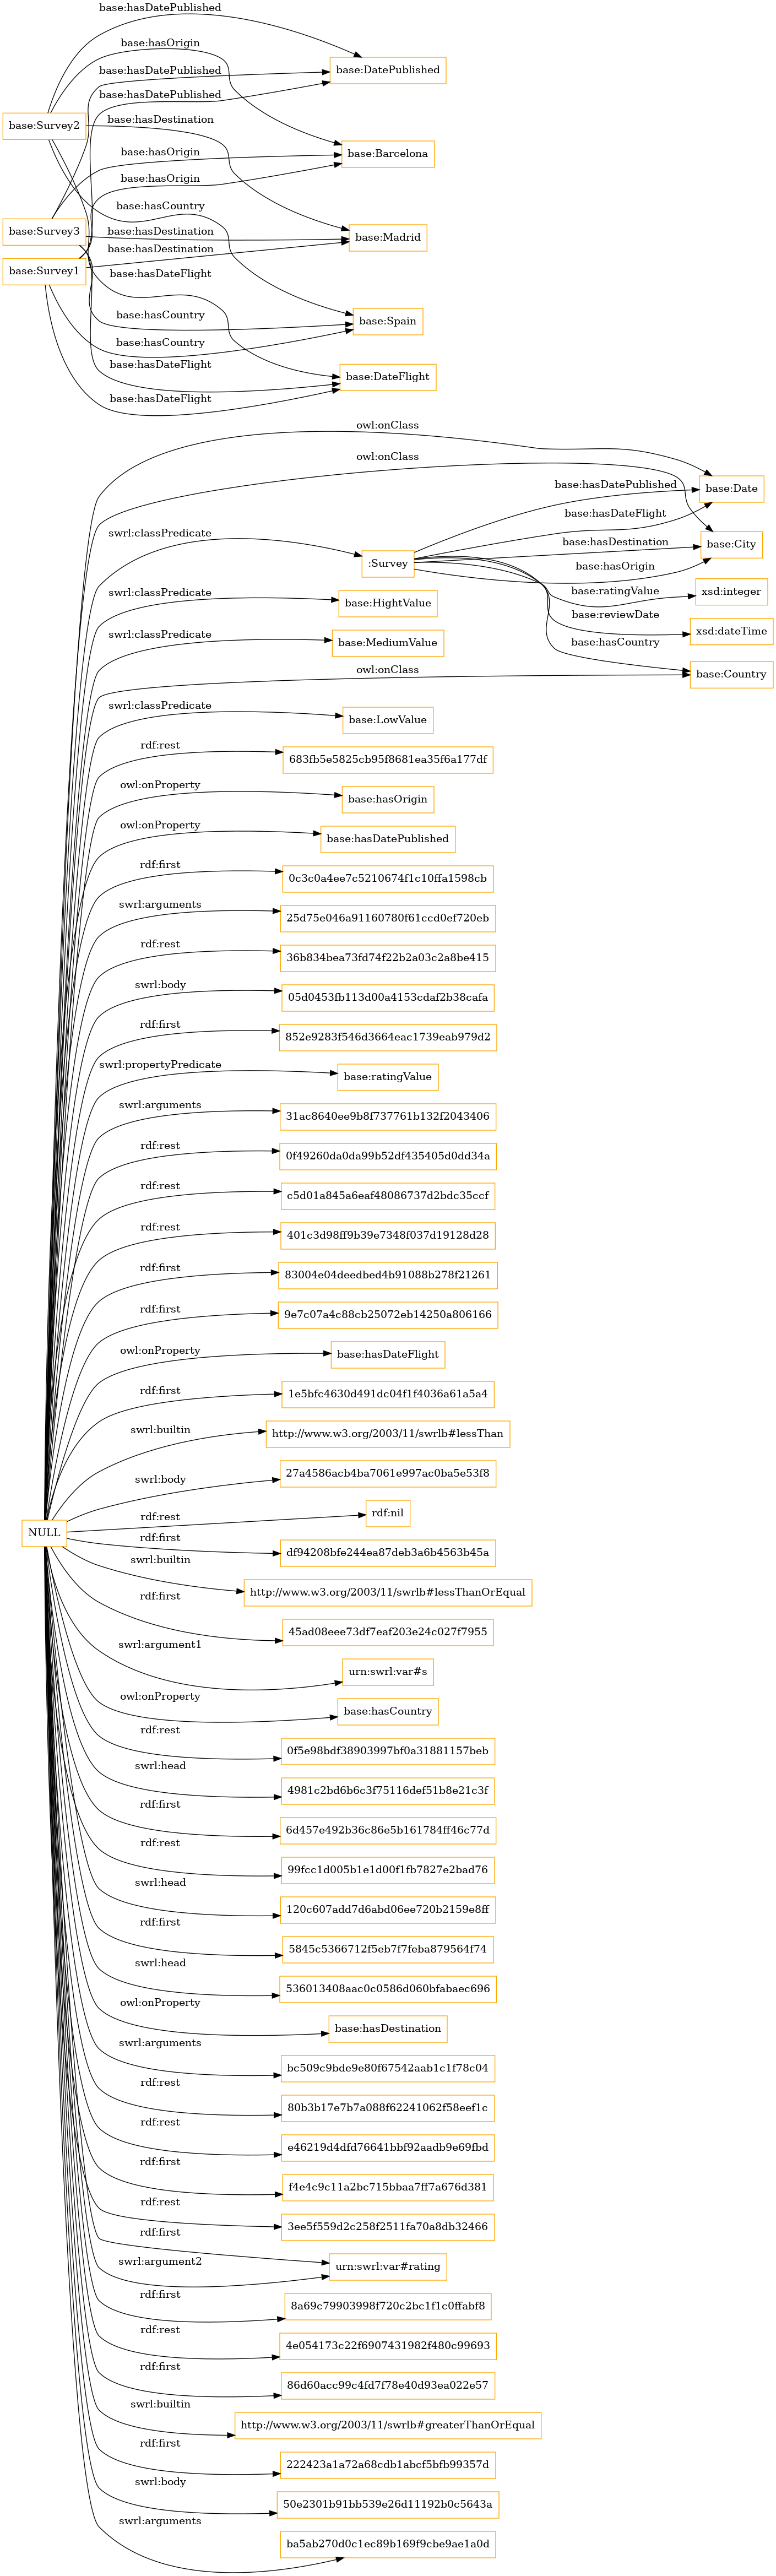 base:hasDatePublished
base:hasOrigin
base:hasDatePublished
base:DatePublished
base:hasDatePublished
base:hasDestination
base:Survey2
base:hasOrigin
base:Barcelona
base:hasOrigin
base:hasCountry
base:Survey3
base:hasDestination
base:Madrid
base:hasDestination
base:Survey1
base:hasDateFlight
base:hasCountry
base:Spain
base:hasCountry
base:hasDateFlight
base:DateFlight
base:hasDateFlight
owl:onClass
owl:onClass
base:hasDatePublished
base:Date
base:hasDateFlight
swrl:classPredicate
base:hasDestination
base:City
:Survey
base:hasOrigin
base:ratingValue
xsd:integer
swrl:classPredicate
base:HightValue
base:reviewDate
xsd:dateTime
swrl:classPredicate
base:MediumValue
base:hasCountry
owl:onClass
base:Country
swrl:classPredicate
base:LowValue
rdf:rest
683fb5e5825cb95f8681ea35f6a177df
owl:onProperty
base:hasOrigin
owl:onProperty
base:hasDatePublished
rdf:first
0c3c0a4ee7c5210674f1c10ffa1598cb
swrl:arguments
25d75e046a91160780f61ccd0ef720eb
rdf:rest
36b834bea73fd74f22b2a03c2a8be415
swrl:body
05d0453fb113d00a4153cdaf2b38cafa
rdf:first
852e9283f546d3664eac1739eab979d2
swrl:propertyPredicate
base:ratingValue
swrl:arguments
31ac8640ee9b8f737761b132f2043406
rdf:rest
0f49260da0da99b52df435405d0dd34a
rdf:rest
c5d01a845a6eaf48086737d2bdc35ccf
rdf:rest
401c3d98ff9b39e7348f037d19128d28
rdf:first
83004e04deedbed4b91088b278f21261
rdf:first
9e7c07a4c88cb25072eb14250a806166
owl:onProperty
base:hasDateFlight
rdf:first
1e5bfc4630d491dc04f1f4036a61a5a4
swrl:builtin
http://www.w3.org/2003/11/swrlb#lessThan
swrl:body
27a4586acb4ba7061e997ac0ba5e53f8
NULL
rdf:rest
rdf:nil
rdf:first
df94208bfe244ea87deb3a6b4563b45a
swrl:builtin
http://www.w3.org/2003/11/swrlb#lessThanOrEqual
rdf:first
45ad08eee73df7eaf203e24c027f7955
swrl:argument1
urn:swrl:var#s
owl:onProperty
base:hasCountry
rdf:rest
0f5e98bdf38903997bf0a31881157beb
swrl:head
4981c2bd6b6c3f75116def51b8e21c3f
rdf:first
6d457e492b36c86e5b161784ff46c77d
rdf:rest
99fcc1d005b1e1d00f1fb7827e2bad76
swrl:head
120c607add7d6abd06ee720b2159e8ff
rdf:first
5845c5366712f5eb7f7feba879564f74
swrl:head
536013408aac0c0586d060bfabaec696
owl:onProperty
base:hasDestination
swrl:arguments
bc509c9bde9e80f67542aab1c1f78c04
rdf:rest
80b3b17e7b7a088f62241062f58eef1c
rdf:rest
e46219d4dfd76641bbf92aadb9e69fbd
rdf:first
f4e4c9c11a2bc715bbaa7ff7a676d381
rdf:rest
3ee5f559d2c258f2511fa70a8db32466
rdf:first
swrl:argument2
urn:swrl:var#rating
rdf:first
8a69c79903998f720c2bc1f1c0ffabf8
rdf:rest
4e054173c22f6907431982f480c99693
rdf:first
86d60acc99c4fd7f78e40d93ea022e57
swrl:builtin
http://www.w3.org/2003/11/swrlb#greaterThanOrEqual
rdf:first
222423a1a72a68cdb1abcf5bfb99357d
swrl:body
50e2301b91bb539e26d11192b0c5643a
swrl:arguments
ba5ab270d0c1ec89b169f9cbe9ae1a0d